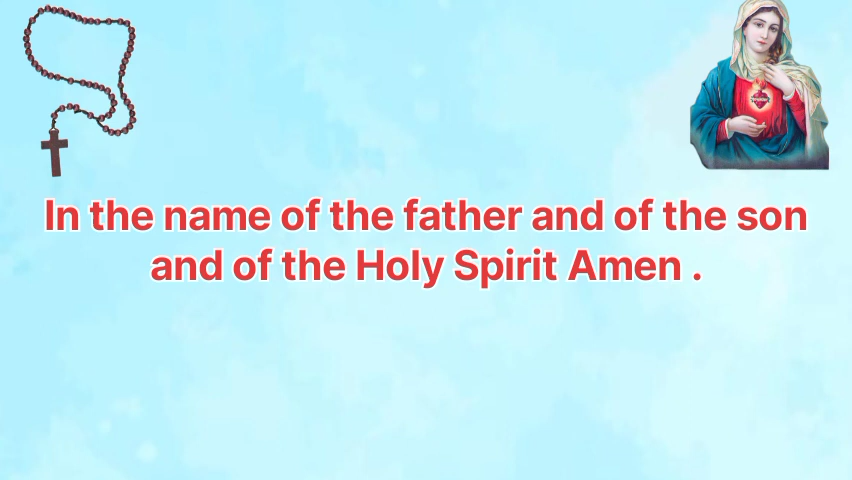 In the name of the father and of the son
and of the Holy Spirit Amen .